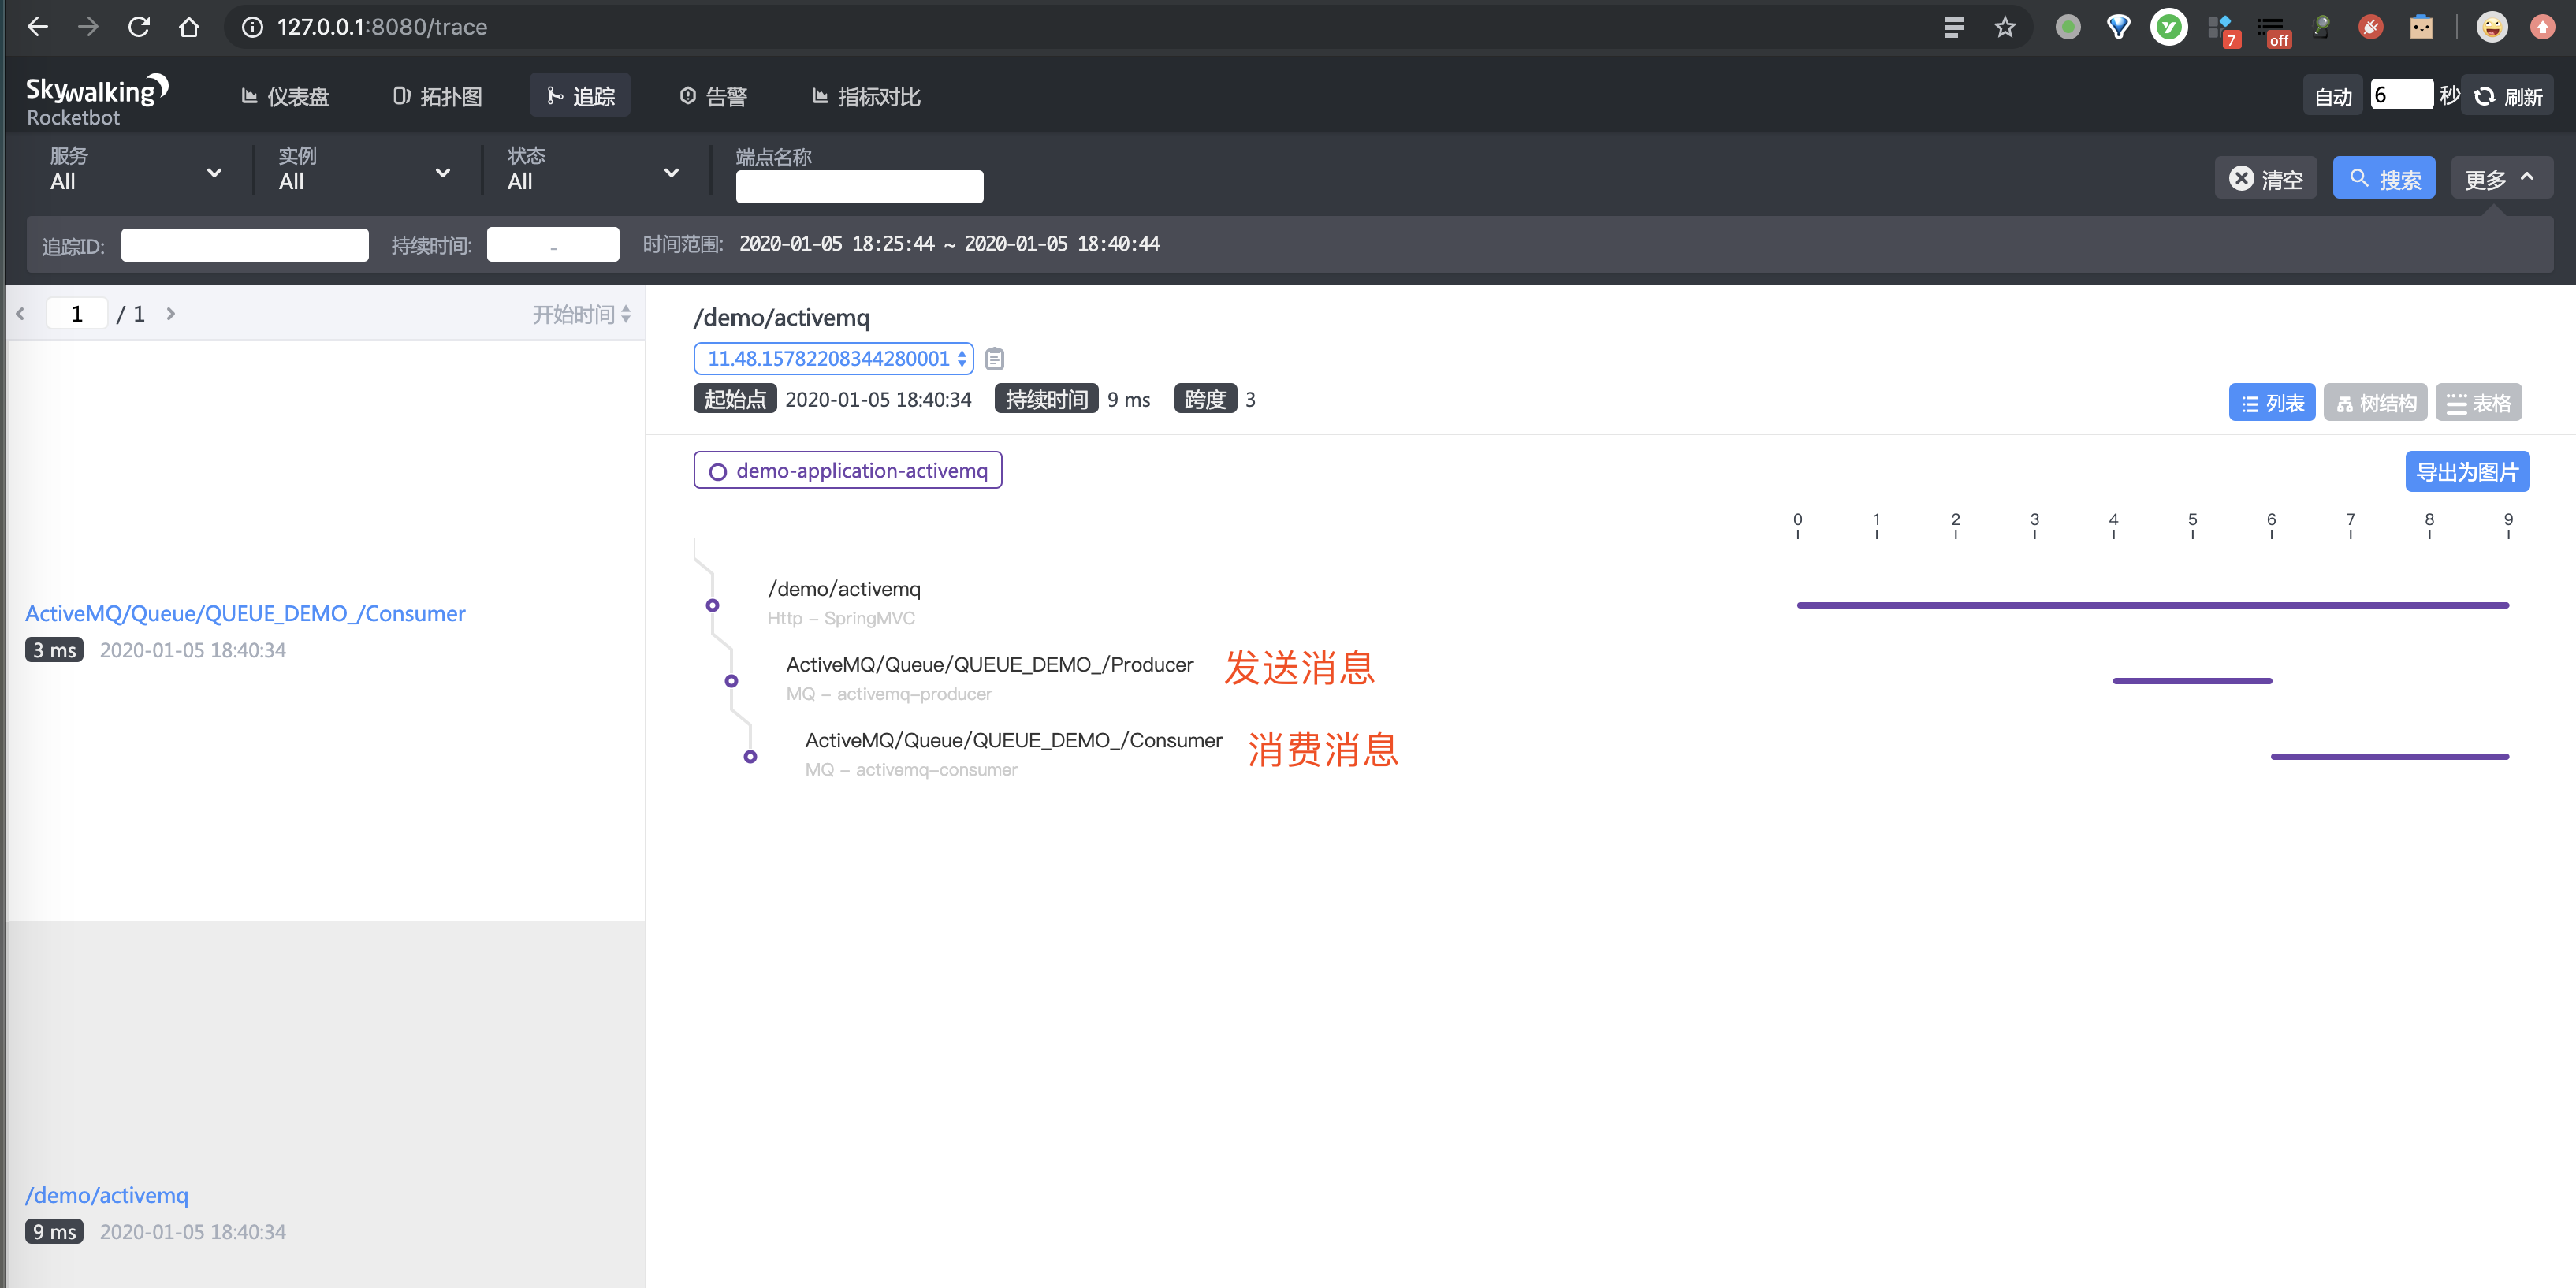 127.0.0.1:8080/trace
7
off
Skywalking
Rocketbot
仪表盘
拓扑图
追踪
告警
指标对比
自动
6
秒
刷新
服务
All
实例
All
状态
All
端点名称
清空
搜索
更多
追踪ID:
持续时间:
-
时间范围:
2020-01-05 18:25:44 ~ 2020-01-05 18:40:44
1
/ 1
开始时间
ActiveMQ/Queue/QUEUE_DEMO_/Consumer
3 ms
2020-01-05 18:40:34
/demo/activemq
9 ms
2020-01-05 18:40:34
/demo/activemq
11.48.15782208344280001
起始点 2020-01-05 18:40:34 持续时间 9 ms 跨度 3
列表
树结构
表格
demo-application-activemq
导出为图片
0 1 2 3 4 5 6 7 8 9
/demo/activemq
Http - SpringMVC
ActiveMQ/Queue/QUEUE_DEMO_/Producer
发送消息
MQ - activemq-producer
ActiveMQ/Queue/QUEUE_DEMO_/Consumer
消费消息
MQ - activemq-consumer